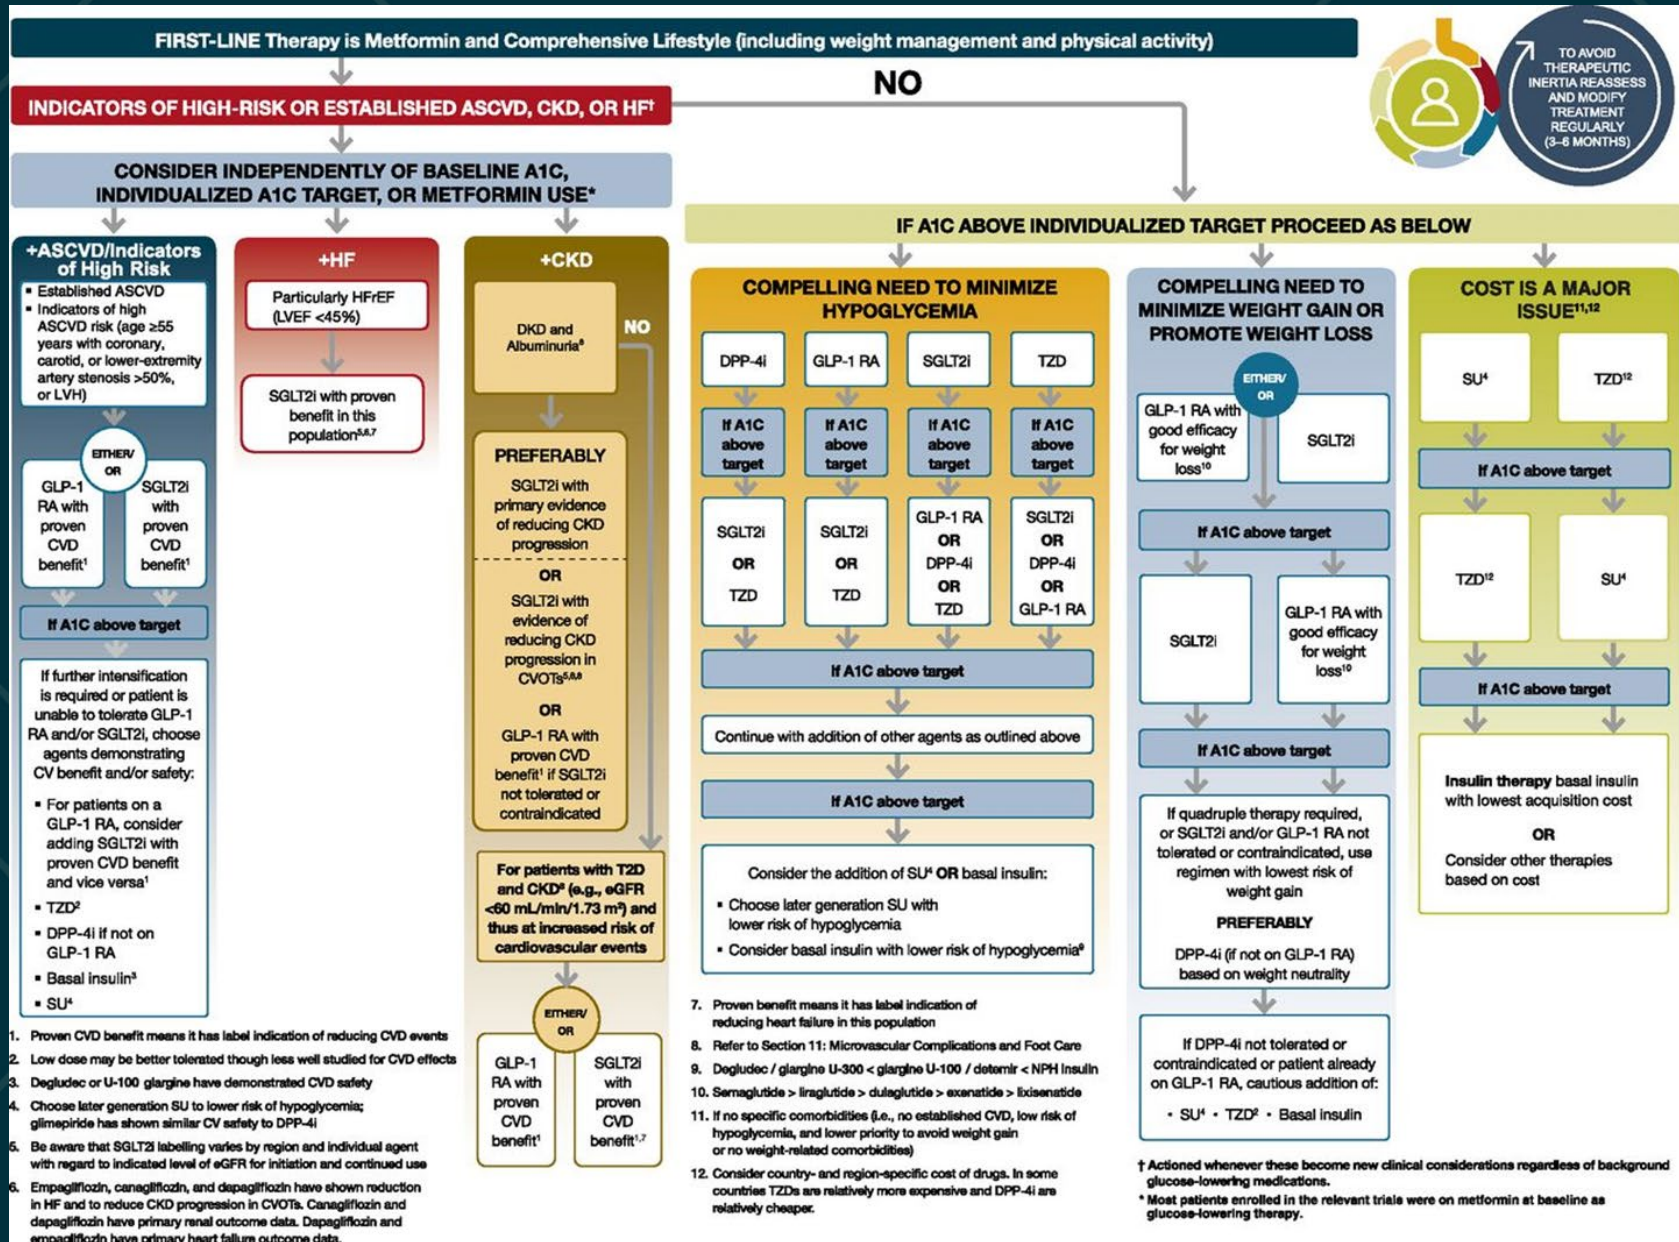 FIRST-LINE Therapy is Metformin and Comprehensive Lifestyle (including weight management and physical activity)
TO AVOID
THERAPEUTIC
INERTIA REASSESS
AND MODIFY
TREATMENT
REGULARLY
(3–6 MONTHS)
NO
INDICATORS OF HIGH-RISK OR ESTABLISHED ASCVD, CKD, OR HF†
CONSIDER INDEPENDENTLY OF BASELINE A1C,
INDIVIDUALIZED A1C TARGET, OR METFORMIN USE*
+ASCVD/Indicators
of High Risk
▪ Established ASCVD
▪ Indicators of high
ASCVD risk (age ≥55
years with coronary,
carotid, or lower-extremity
artery stenosis >50%,
or LVH)
EITHER/
OR
GLP-1
RA with
proven
CVD
benefit¹
SGLT2i
with
proven
CVD
benefit¹
If A1C above target
If further intensification
is required or patient is
unable to tolerate GLP-1
RA and/or SGLT2i, choose
agents demonstrating
CV benefit and/or safety:
▪ For patients on a
GLP-1 RA, consider
adding SGLT2i with
proven CVD benefit
and vice versa¹
▪ TZD²
▪ DPP-4i if not on
GLP-1 RA
▪ Basal insulin³
▪ SU⁴
+HF
Particularly HFrEF
(LVEF <45%)
SGLT2i with proven
benefit in this
population⁵,⁶,⁷
+CKD
DKD and
Albuminuria⁸
NO
PREFERABLY
SGLT2i with
primary evidence
of reducing CKD
progression
OR
SGLT2i with
evidence of
reducing CKD
progression in
CVOTs⁵,⁶,⁸
OR
GLP-1 RA with
proven CVD
benefit¹ if SGLT2i
not tolerated or
contraindicated
For patients with T2D
and CKD⁸ (e.g., eGFR
<60 mL/min/1.73 m²) and
thus at increased risk of
cardiovascular events
EITHER/
OR
GLP-1
RA with
proven
CVD
benefit¹
SGLT2i
with
proven
CVD
benefit¹,⁷
IF A1C ABOVE INDIVIDUALIZED TARGET PROCEED AS BELOW
COMPELLING NEED TO MINIMIZE
HYPOGLYCEMIA
DPP-4i
GLP-1 RA
SGLT2i
TZD
If A1C
above
target
If A1C
above
target
If A1C
above
target
If A1C
above
target
SGLT2i
OR
TZD
SGLT2i
OR
TZD
GLP-1 RA
OR
DPP-4i
OR
TZD
SGLT2i
OR
DPP-4i
OR
GLP-1 RA
If A1C above target
Continue with addition of other agents as outlined above
If A1C above target
Consider the addition of SU⁴ OR basal insulin:
▪ Choose later generation SU with
lower risk of hypoglycemia
▪ Consider basal insulin with lower risk of hypoglycemia⁹
COMPELLING NEED TO
MINIMIZE WEIGHT GAIN OR
PROMOTE WEIGHT LOSS
EITHER/
OR
GLP-1 RA with
good efficacy
for weight
loss¹⁰
SGLT2i
If A1C above target
SGLT2i
GLP-1 RA with
good efficacy
for weight
loss¹⁰
If A1C above target
If quadruple therapy required,
or SGLT2i and/or GLP-1 RA not
tolerated or contraindicated, use
regimen with lowest risk of
weight gain
PREFERABLY
DPP-4i (if not on GLP-1 RA)
based on weight neutrality
If DPP-4i not tolerated or
contraindicated or patient already
on GLP-1 RA, cautious addition of:
• SU⁴ • TZD² • Basal insulin
COST IS A MAJOR
ISSUE¹¹,¹²
SU⁴
TZD¹²
If A1C above target
TZD¹²
SU⁴
If A1C above target
Insulin therapy basal insulin
with lowest acquisition cost
OR
Consider other therapies
based on cost
1. Proven CVD benefit means it has label indication of reducing CVD events
2. Low dose may be better tolerated though less well studied for CVD effects
3. Degludec or U-100 glargine have demonstrated CVD safety
4. Choose later generation SU to lower risk of hypoglycemia;
glimepiride has shown similar CV safety to DPP-4i
5. Be aware that SGLT2i labelling varies by region and individual agent
with regard to indicated level of eGFR for initiation and continued use
6. Empagliflozin, canagliflozin, and dapagliflozin have shown reduction
in HF and to reduce CKD progression in CVOTs. Canagliflozin and
dapagliflozin have primary renal outcome data. Dapagliflozin and
empagliflozin have primary heart failure outcome data.
7. Proven benefit means it has label indication of
reducing heart failure in this population
8. Refer to Section 11: Microvascular Complications and Foot Care
9. Degludec / glargine U-300 < glargine U-100 / detemir < NPH insulin
10. Semaglutide > liraglutide > dulaglutide > exenatide > lixisenatide
11. If no specific comorbidities (i.e., no established CVD, low risk of
hypoglycemia, and lower priority to avoid weight gain
or no weight-related comorbidities)
12. Consider country- and region-specific cost of drugs. In some
countries TZDs are relatively more expensive and DPP-4i are
relatively cheaper.
† Actioned whenever these become new clinical considerations regardless of background
glucose-lowering medications.
* Most patients enrolled in the relevant trials were on metformin at baseline as
glucose-lowering therapy.